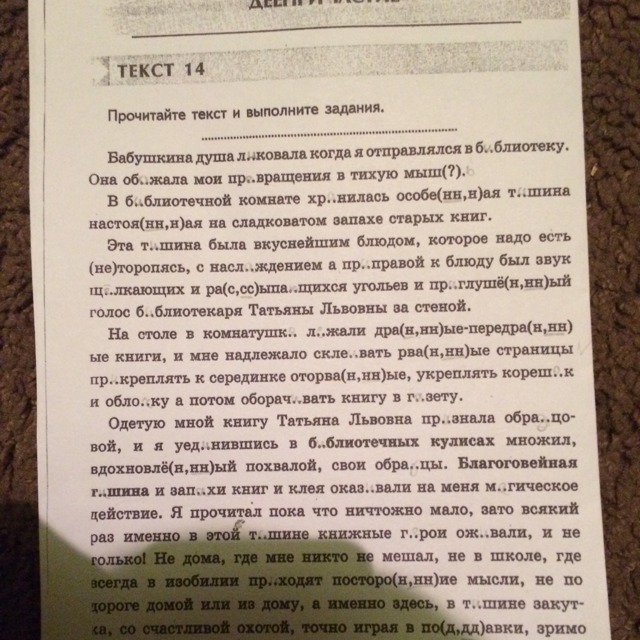 ДЕЕПРИЧАСТИЕ
ТЕКСТ 14
Прочитайте текст и выполните задания.
Бабушкина душа л..ковала когда я отправлялся в б..блиотеку.
Она об..жала мои пр..вращения в тихую мыш(?).
В б..блиотечной комнате хр..нилась особе(нн,н)ая т..шина
настоя(нн,н)ая на сладковатом запахе старых книг.
Эта т..шина была вкуснейшим блюдом, которое надо есть
(не)торопясь, с насл..ждением а пр..правой к блюду был звук
щ..лкающих и ра(с,сс)ыпа..щихся угольев и пр..глушё(н,нн)ый
голос б..блиотекаря Татьяны Львовны за стеной.
На столе в комнатушк.. л..жали дра(н,нн)ые-передра(н,нн)
ые книги, и мне надлежало скле..вать рва(н,нн)ые страницы
пр..креплять к серединке оторва(н,нн)ые, укреплять кореш..к
и обло..ку а потом оборач..вать книгу в г..зету.
Одетую мной книгу Татьяна Львовна пр..знала обра..цо-
вой, и я уед..нившись в б..блиотечных кулисах множил,
вдохновлё(н,нн)ый похвалой, свои обра..цы. Благоговейная
т..шина и зап..хи книг и клея оказ..вали на меня м..гическое
действие. Я прочитал пока что ничтожно мало, зато всякий
раз именно в этой т..шине книжные г..рои ож..вали, и не
только! Не дома, где мне никто не мешал, не в школе, где
всегда в изобилии пр..ходят посторо(н,нн)ие мысли, не по
дороге домой или из дому, а именно здесь, в т..шине закут-
ка, со счастливой охотой, точно играя в по(д,дд)авки, зримо